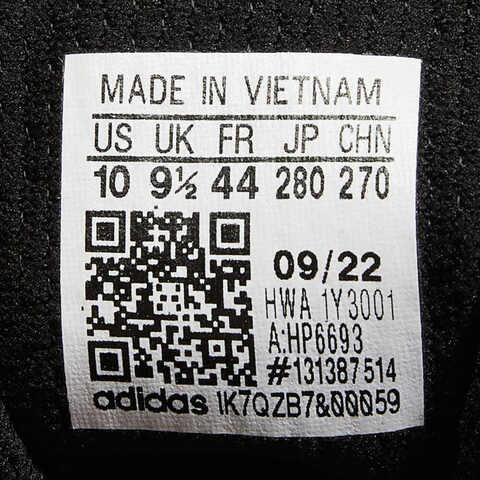 MADE IN VIETNAM
US UK FR JP CHN
10 9½ 44 280 270
09/22
HWA 1Y3001
A:HP6693
#131387514
adidas 1K7QZB7&00059